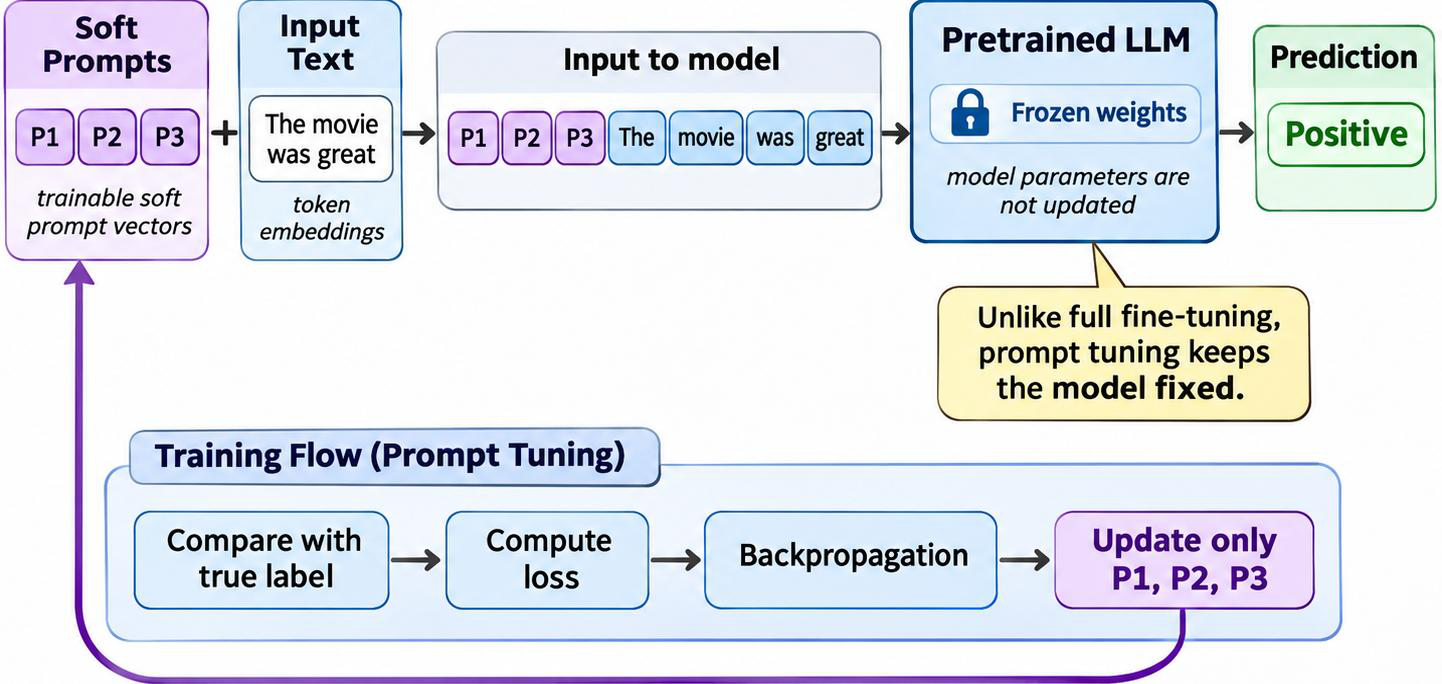 Soft
Prompts
P1 P2 P3
trainable soft
prompt vectors
+
Input
Text
The movie
was great
token
embeddings
Input to model
P1 P2 P3 The movie was great
Pretrained LLM
Frozen weights
model parameters are
not updated
Prediction
Positive
Unlike full fine-tuning,
prompt tuning keeps
the model fixed.
Training Flow (Prompt Tuning)
Compare with
true label
Compute
loss
Backpropagation
Update only
P1, P2, P3